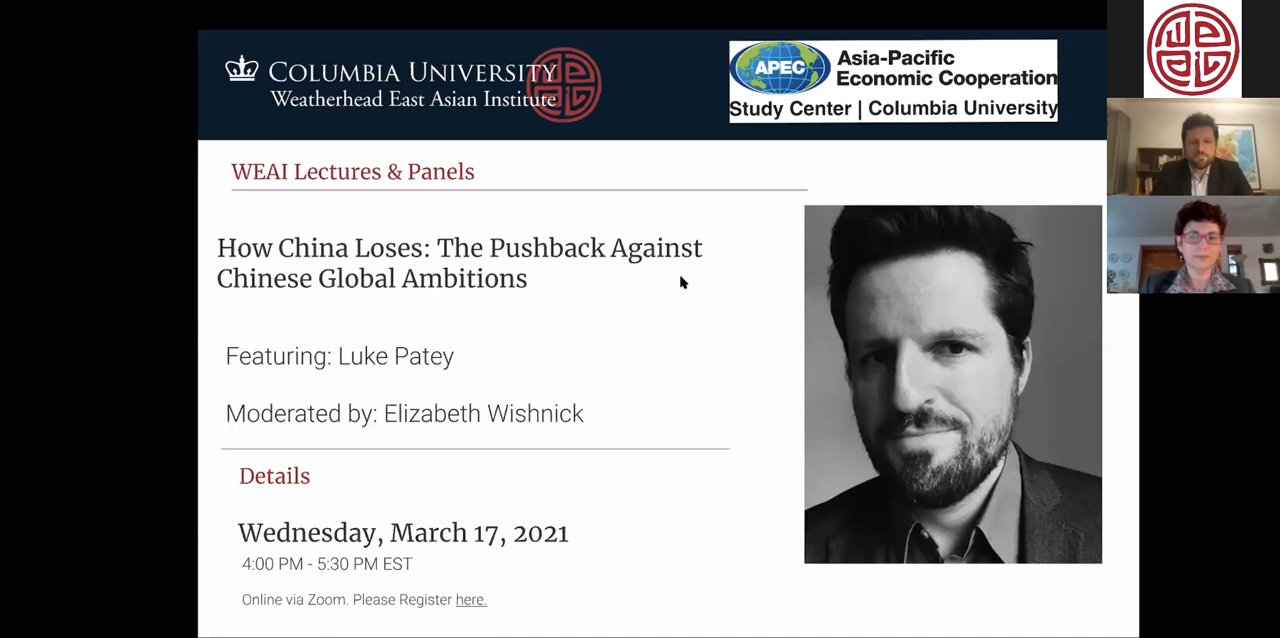 COLUMBIA UNIVERSITY
Weatherhead East Asian Institute
APEC
Asia-Pacific
Economic Cooperation
Study Center | Columbia University
WEAI Lectures & Panels
How China Loses: The Pushback Against
Chinese Global Ambitions
Featuring: Luke Patey
Moderated by: Elizabeth Wishnick
Details
Wednesday, March 17, 2021
4:00 PM - 5:30 PM EST
Online via Zoom. Please Register here.